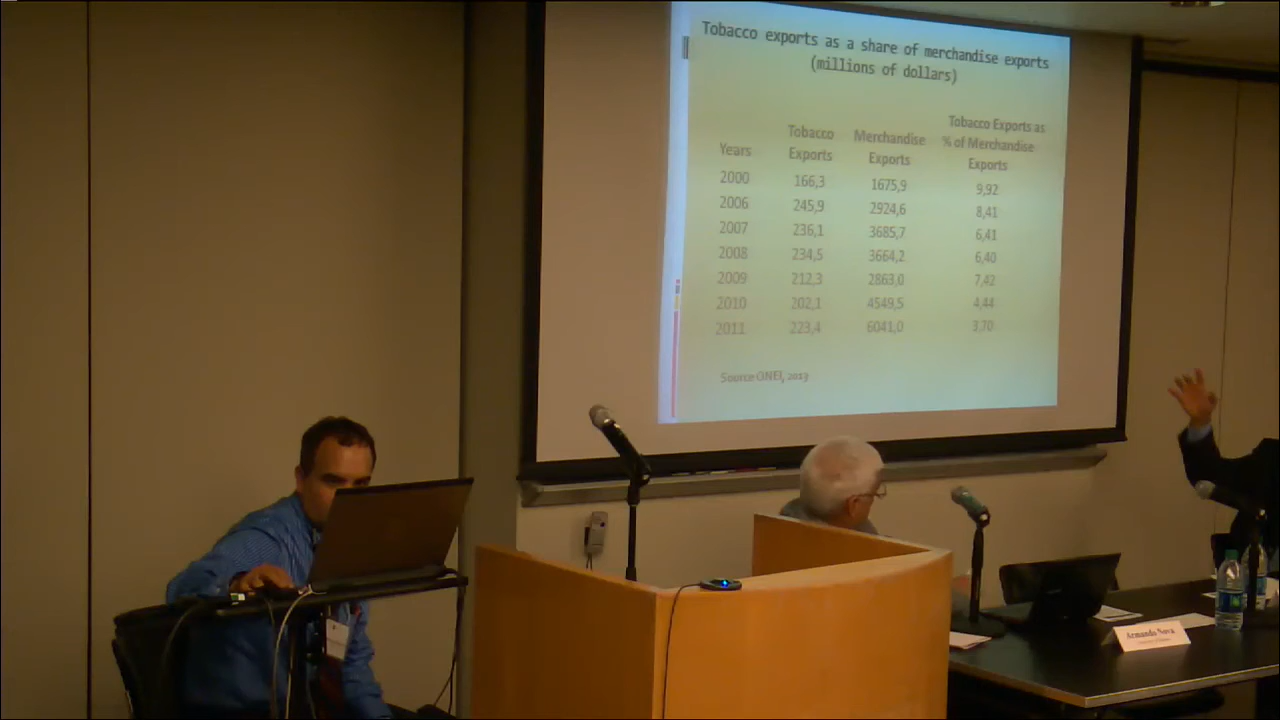 Tobacco exports as a share of merchandise exports
(millions of dollars)
Years Tobacco Exports Merchandise Exports Tobacco Exports as % of Merchandise Exports
2000 166,3 1675,9 9,92
2006 245,9 2924,6 8,41
2007 236,1 3685,7 6,41
2008 234,5 3664,2 6,40
2009 212,3 2863,0 7,42
2010 202,1 4549,5 4,44
2011 223,4 6041,0 3,70
Source ONEI, 2013
Armando Nova